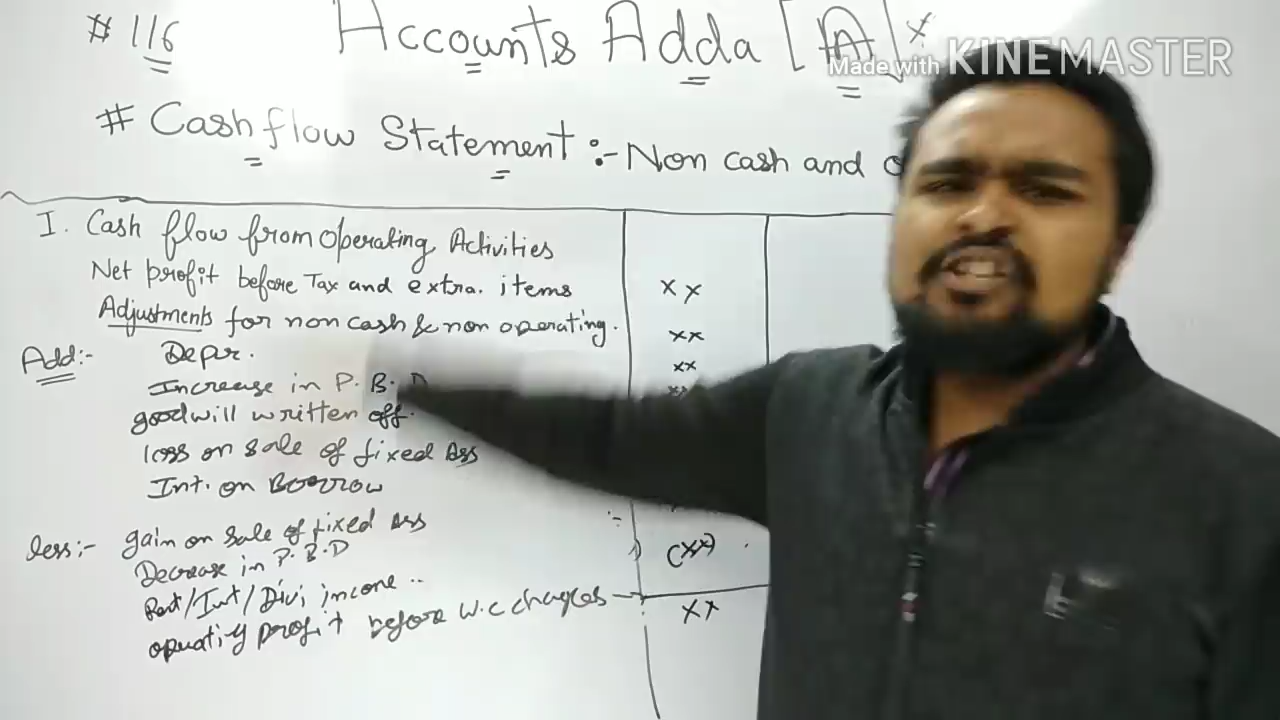 # 116 Accounts Adda [A]
Made with KINEMASTER
# Cash flow Statement :- Non cash and
I. Cash flow from Operating Activities
Net profit before Tax and extra. items xx
Adjustments for non cash & non operating. xx
Add:- Depr. xx
Increase in P. B. D xx
goodwill written off.
loss on sale of fixed Ass
Int. on Borrow
less:- gain on sale of fixed Ass
Decrease in P. B. D (xx)
Rent/Int/Divi income ..
operating profit before w.c changes xx